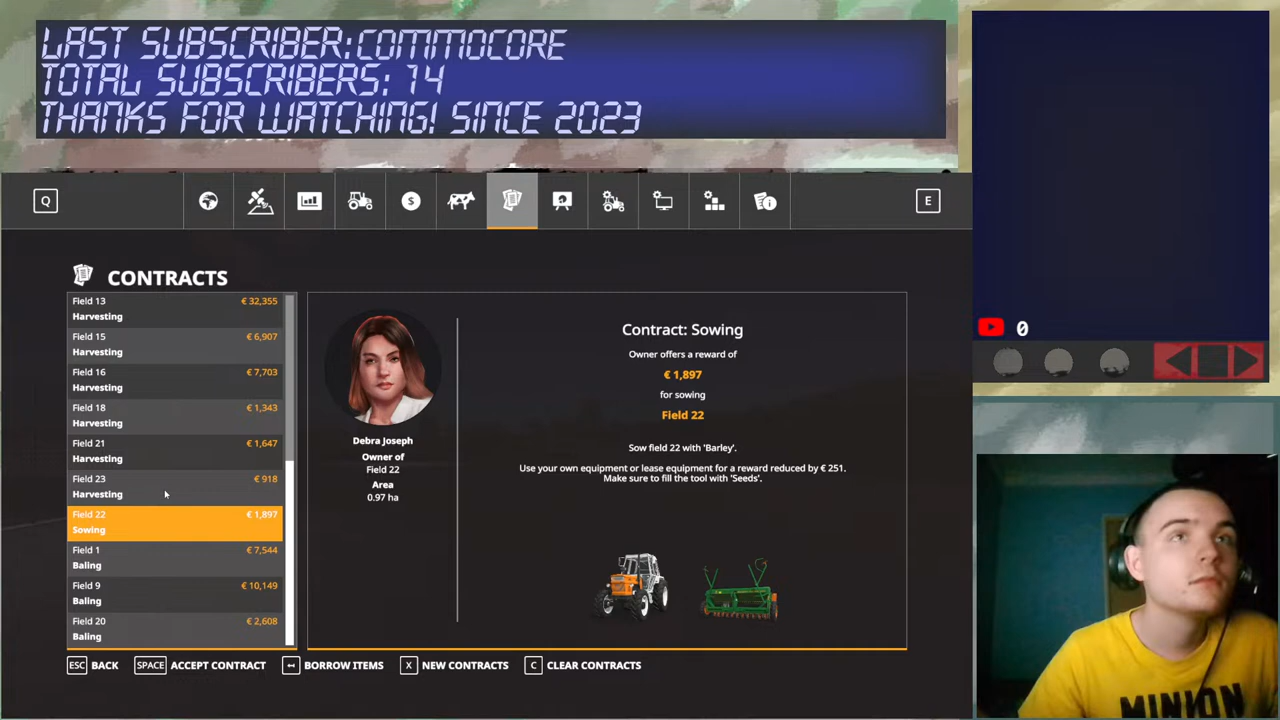 LAST SUBSCRIBER:COMMOCORE
TOTAL SUBSCRIBERS: 14
THANKS FOR WATCHING! SINCE 2023
Q
E
CONTRACTS
Field 13 € 32,355
Harvesting
Field 15 € 6,907
Harvesting
Field 16 € 7,703
Harvesting
Field 18 € 1,343
Harvesting
Field 21 € 1,647
Harvesting
Field 23 € 918
Harvesting
Field 22 € 1,897
Sowing
Field 1 € 7,544
Baling
Field 9 € 10,149
Baling
Field 20 € 2,608
Baling
Debra Joseph
Owner of
Field 22
Area
0.97 ha
Contract: Sowing
Owner offers a reward of
€ 1,897
for sowing
Field 22
Sow field 22 with 'Barley'.
Use your own equipment or lease equipment for a reward reduced by € 251.
Make sure to fill the tool with 'Seeds'.
ESC BACK SPACE ACCEPT CONTRACT BORROW ITEMS X NEW CONTRACTS C CLEAR CONTRACTS
0
MINION